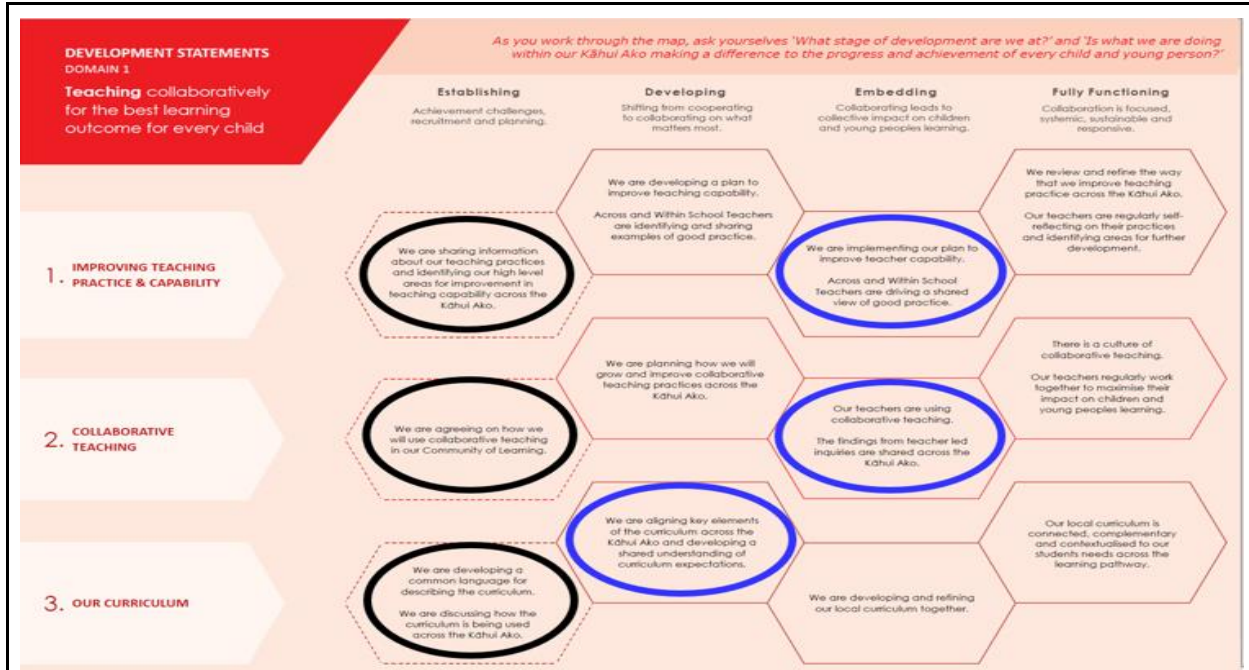 DEVELOPMENT STATEMENTS
DOMAIN 1
Teaching collaboratively
for the best learning
outcome for every child
As you work through the map, ask yourselves 'What stage of development are we at?' and 'Is what we are doing
within our Kāhui Ako making a difference to the progress and achievement of every child and young person?'
Establishing
Achievement challenges,
recruitment and planning.
Developing
Shifting from cooperating
to collaborating on what
matters most.
Embedding
Collaborating leads to
collective impact on children
and young peoples learning.
Fully Functioning
Collaboration is focused,
systemic, sustainable and
responsive.
1. IMPROVING TEACHING
PRACTICE & CAPABILITY
We are sharing information
about our teaching practices
and identifying our high level
areas for improvement in
teaching capability across the
Kāhui Ako.
We are developing a plan to
improve teaching capability.
Across and Within School Teachers
are identifying and sharing
examples of good practice.
We are implementing our plan to
improve teacher capability.
Across and Within School
Teachers are driving a shared
view of good practice.
We review and refine the way
that we improve teaching
practice across the Kāhui Ako.
Our teachers are regularly self-
reflecting on their practices
and identifying areas for further
development.
2. COLLABORATIVE
TEACHING
We are agreeing on how we
will use collaborative teaching
in our Community of Learning.
We are planning how we will
grow and improve collaborative
teaching practices across the
Kāhui Ako.
Our teachers are using
collaborative teaching.
The findings from teacher led
inquiries are shared across the
Kāhui Ako.
There is a culture of
collaborative teaching.
Our teachers regularly work
together to maximise their
impact on children and
young peoples learning.
3. OUR CURRICULUM
We are developing a
common language for
describing the curriculum.
We are discussing how the
curriculum is being used
across the Kāhui Ako.
We are aligning key elements
of the curriculum across the
Kāhui Ako and developing a
shared understanding of
curriculum expectations.
We are developing and refining
our local curriculum together.
Our local curriculum is
connected, complementary
and contextualised to our
students needs across the
learning pathway.